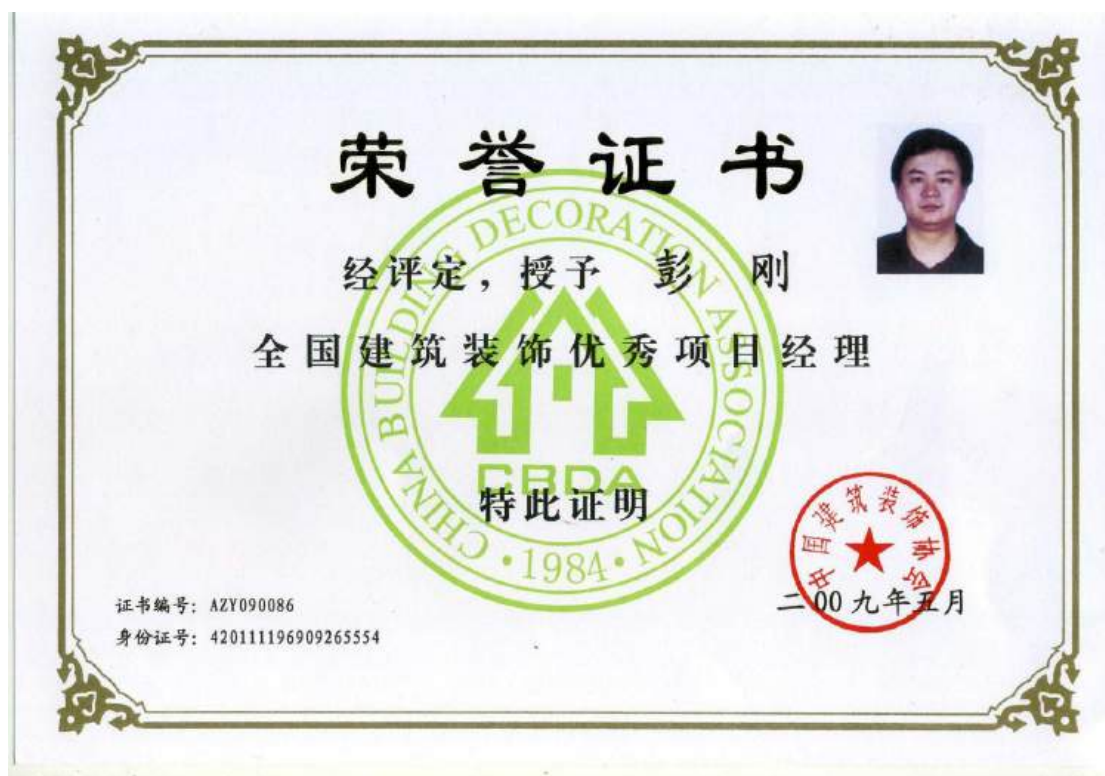 荣誉证书
经评定，授予 彭 刚
全国建筑装饰优秀项目经理
CHINA BUILDING DECORATION ASSOCIATION
CBDA
·1984·
特此证明
中国建筑装饰协会
二00九年五月
证书编号：AZY090086
身份证号：420111196909265554